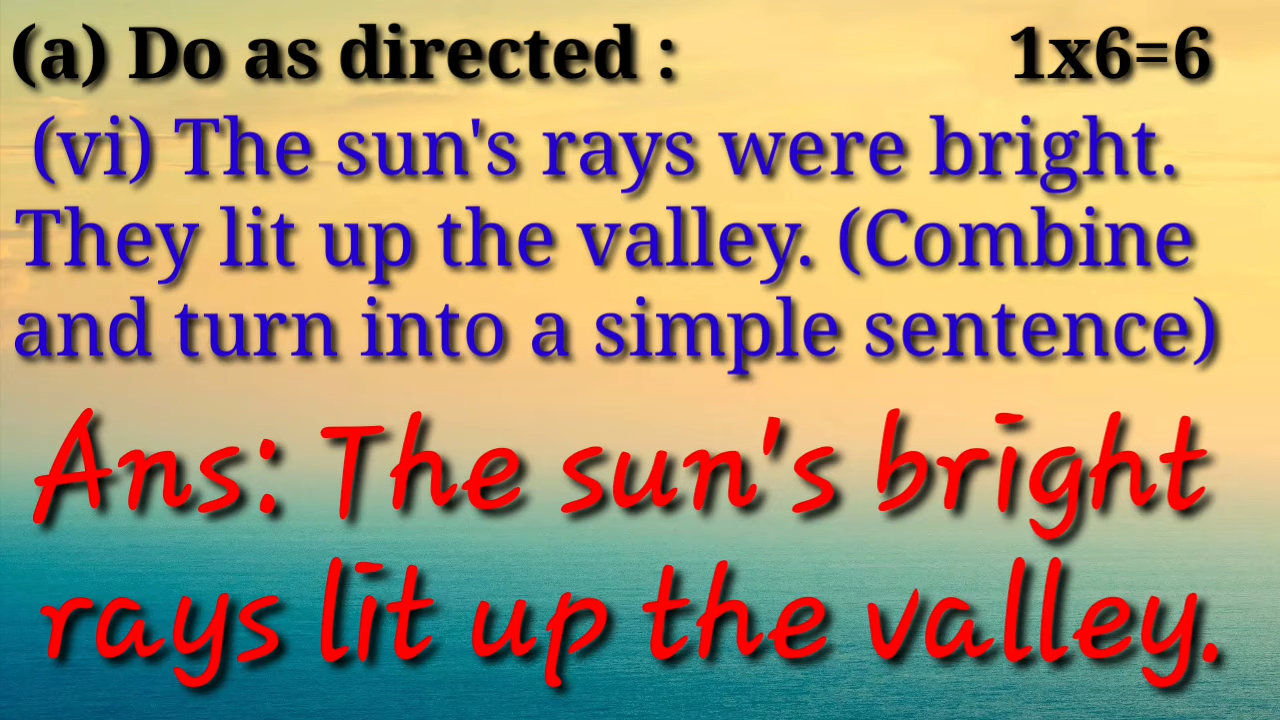 (a) Do as directed : 1x6=6
(vi) The sun's rays were bright.
They lit up the valley. (Combine
and turn into a simple sentence)
Ans: The sun's bright
rays lit up the valley.